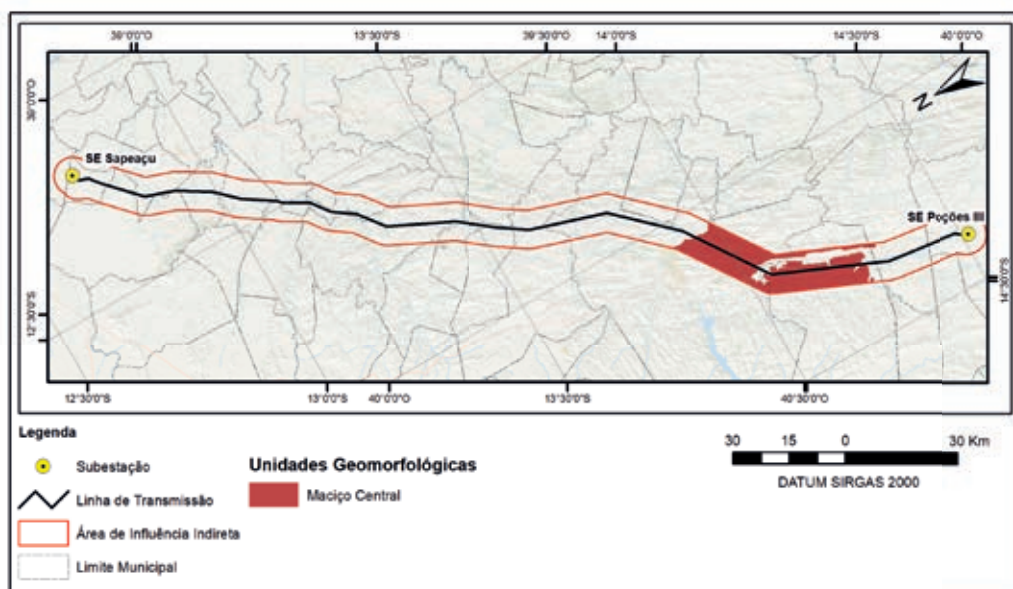 39°0'0"O 13°30'0"S 39°30'0"O 14°0'0"S 14°30'0"S 40°0'0"O
39°0'0"O
N
SE Sapeaçu
SE Poções III
12°30'0"S
14°30'0"S
12°30'0"S 13°0'0"S 40°0'0"O 13°30'0"S 40°30'0"O
Legenda
Subestação
Linha de Transmissão
Área de Influência Indireta
Limite Municipal
Unidades Geomorfológicas
Maciço Central
30 15 0 30 Km
DATUM SIRGAS 2000